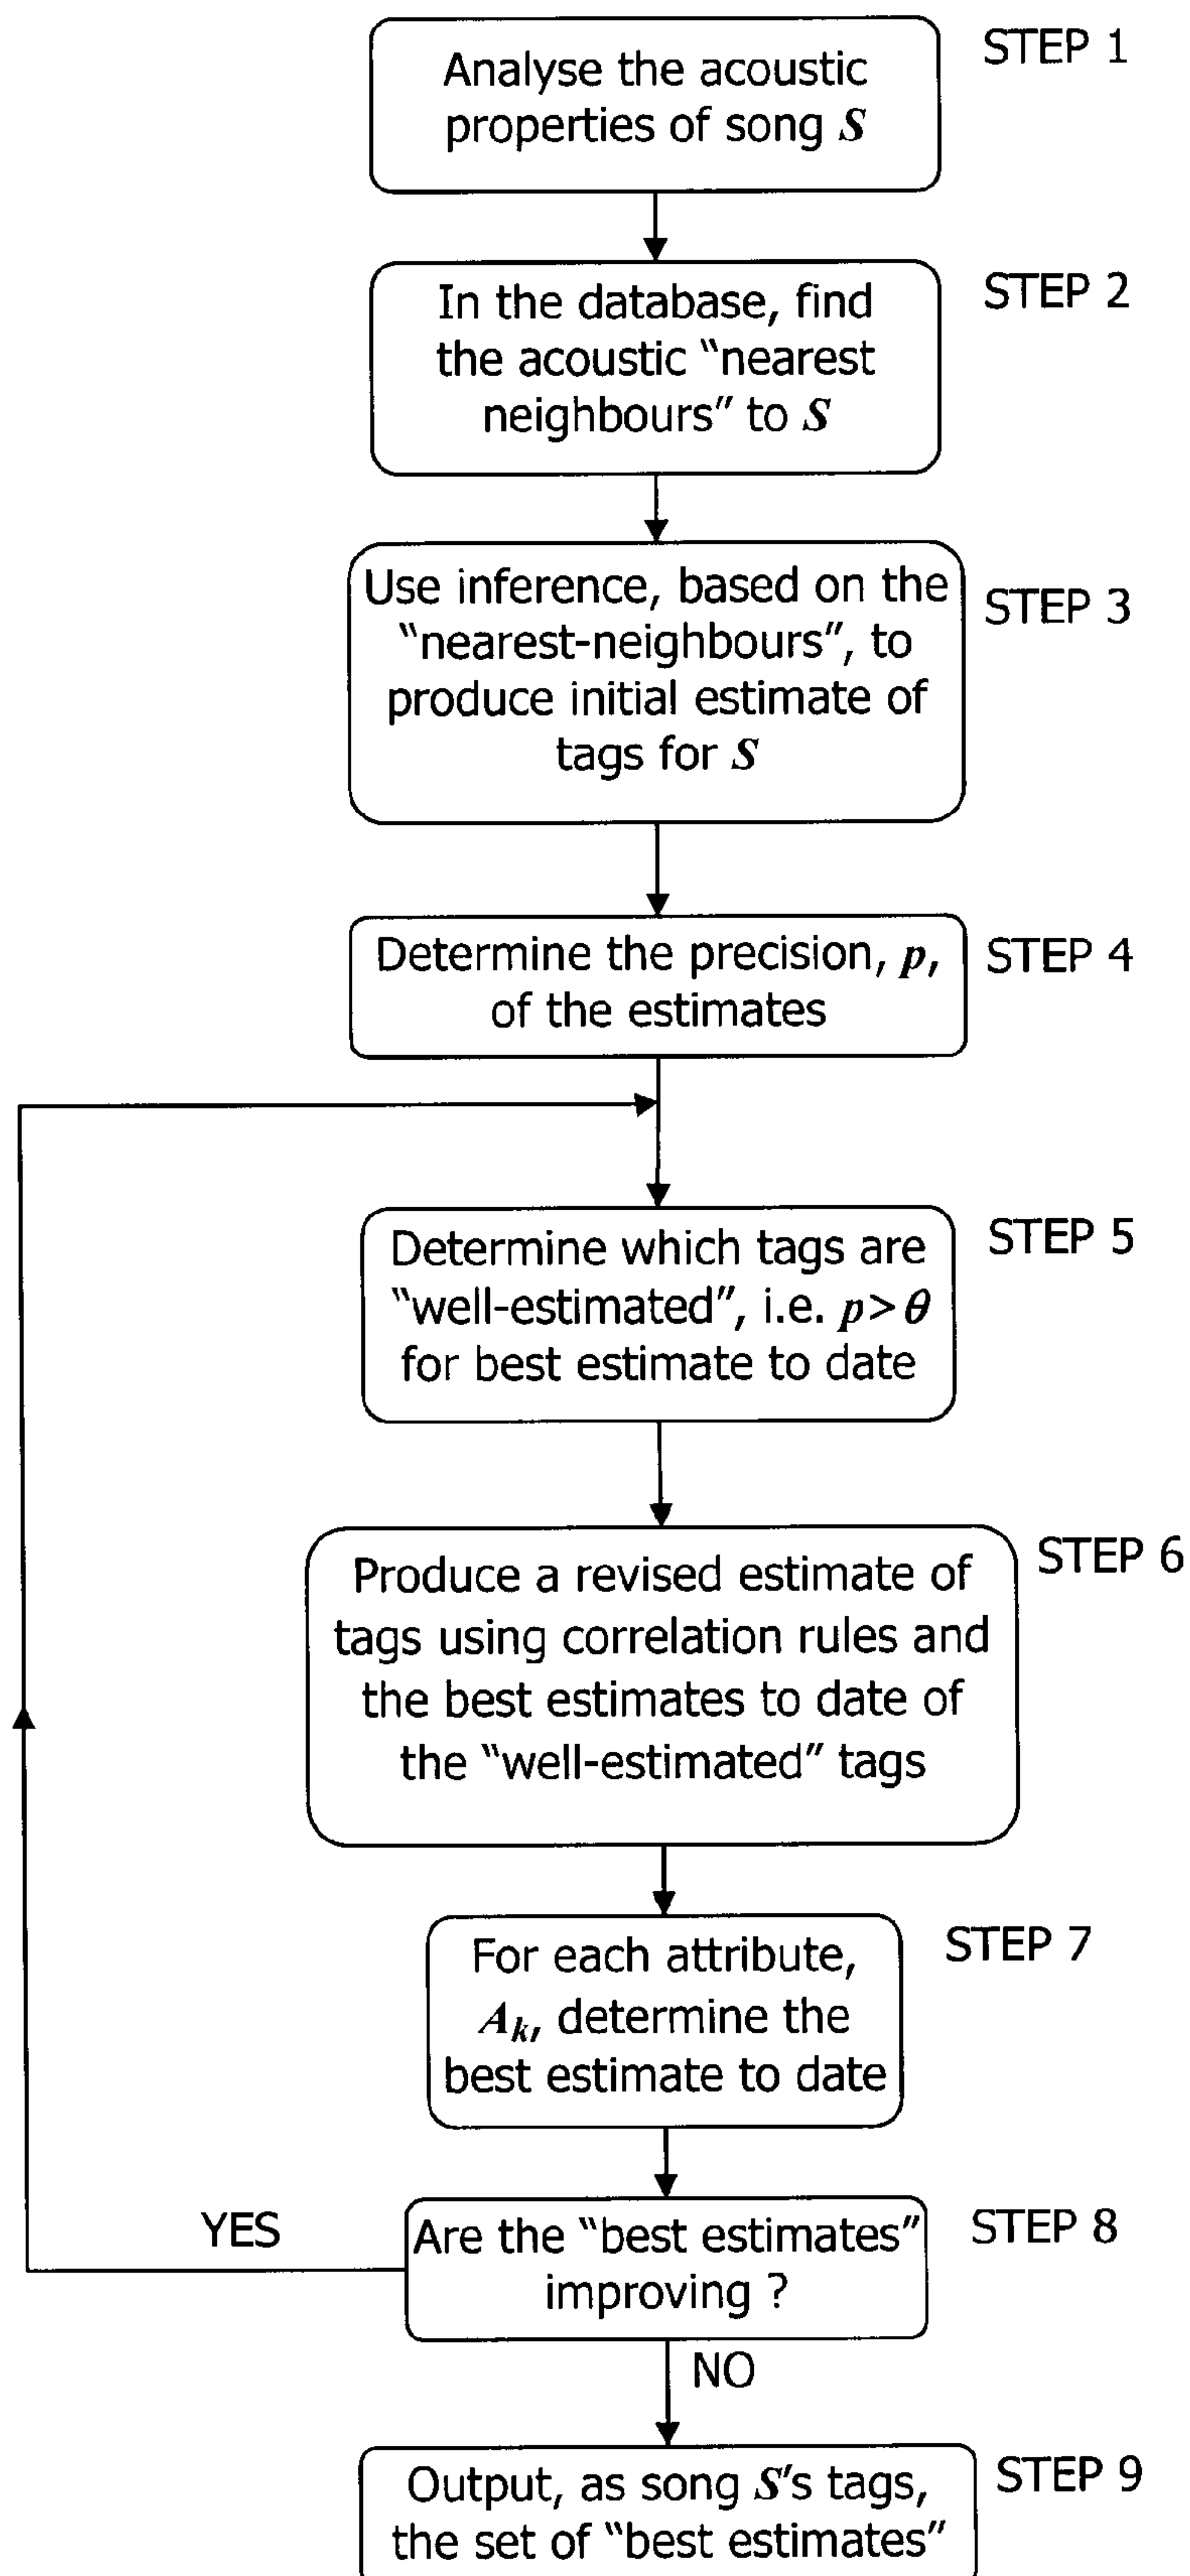 STEP 1
Analyse the acoustic
properties of song S
STEP 2
In the database, find
the acoustic “nearest
neighbours” to S
STEP 3
Use inference, based on the
“nearest-neighbours”, to
produce initial estimate of
tags for S
STEP 4
Determine the precision, p,
of the estimates
STEP 5
Determine which tags are
“well-estimated”, i.e. p>θ
for best estimate to date
STEP 6
Produce a revised estimate of
tags using correlation rules and
the best estimates to date of
the “well-estimated” tags
STEP 7
For each attribute,
Ak, determine the
best estimate to date
STEP 8
Are the “best estimates”
improving ?
YES
NO
STEP 9
Output, as song S's tags,
the set of “best estimates”